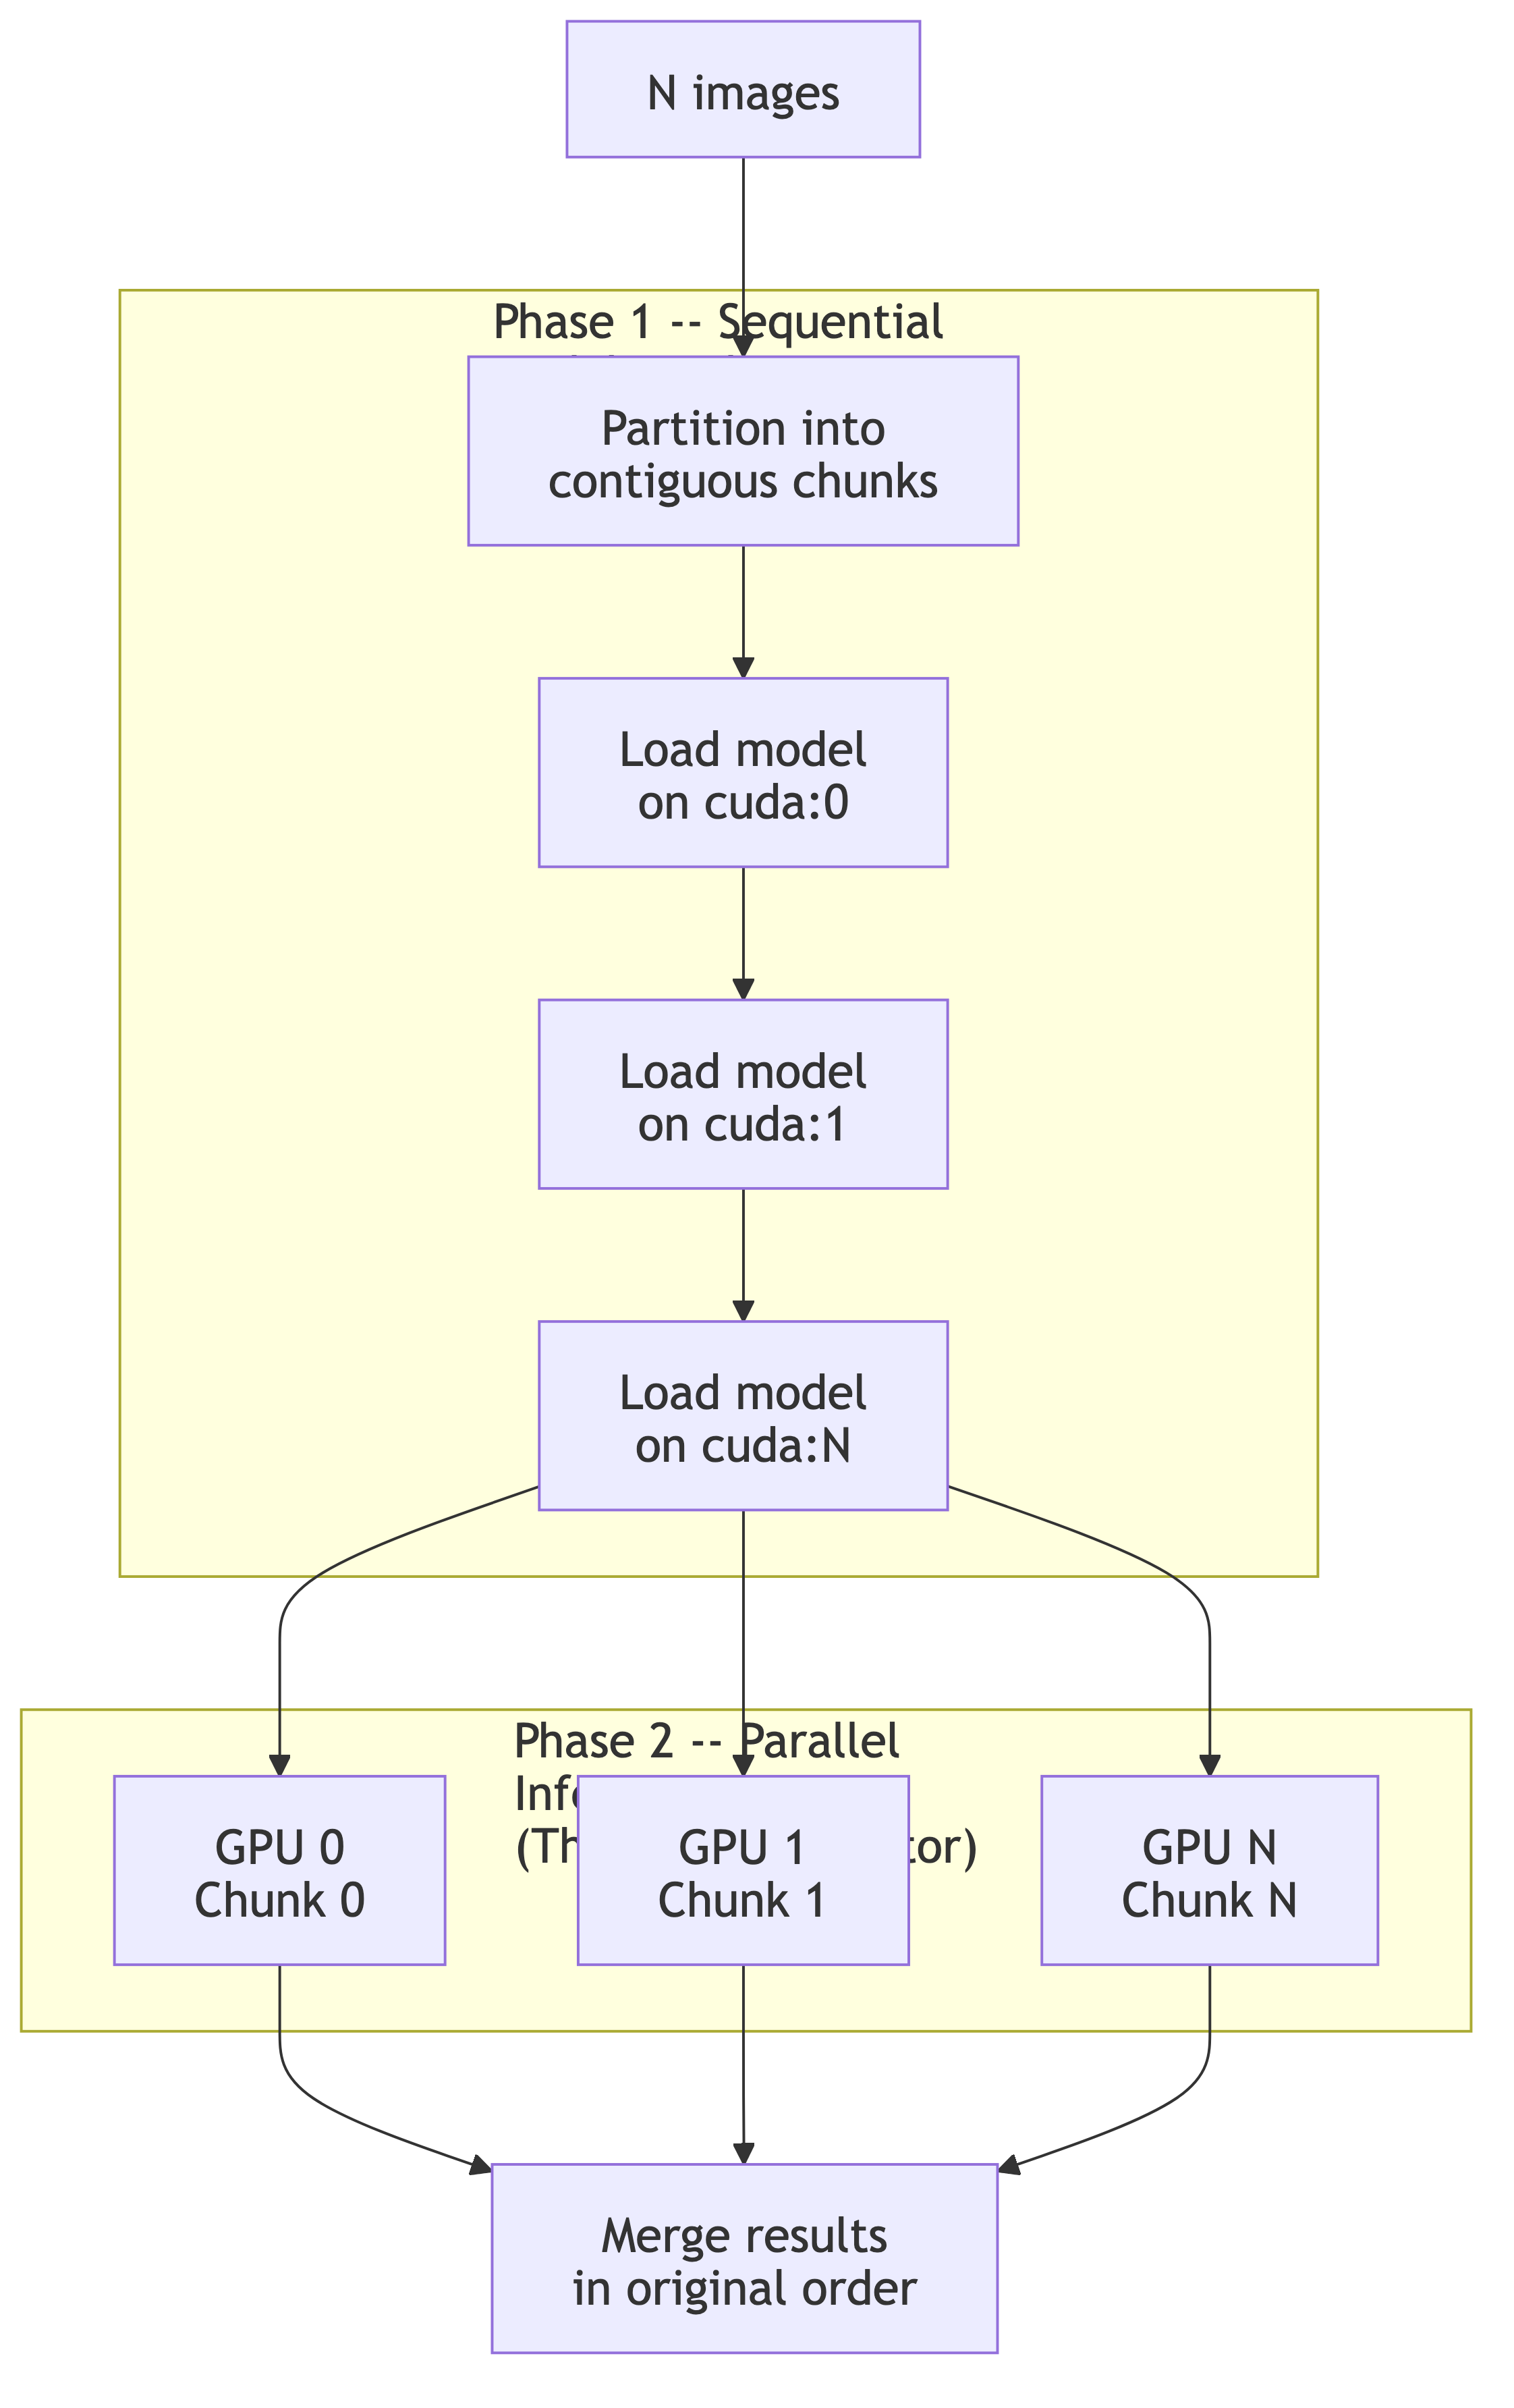 N images
Phase 1 -- Sequential
Partition into
contiguous chunks
Load model
on cuda:0
Load model
on cuda:1
Load model
on cuda:N
Phase 2 -- Parallel
GPU 0
Chunk 0
GPU 1
Chunk 1
GPU N
Chunk N
Merge results
in original order